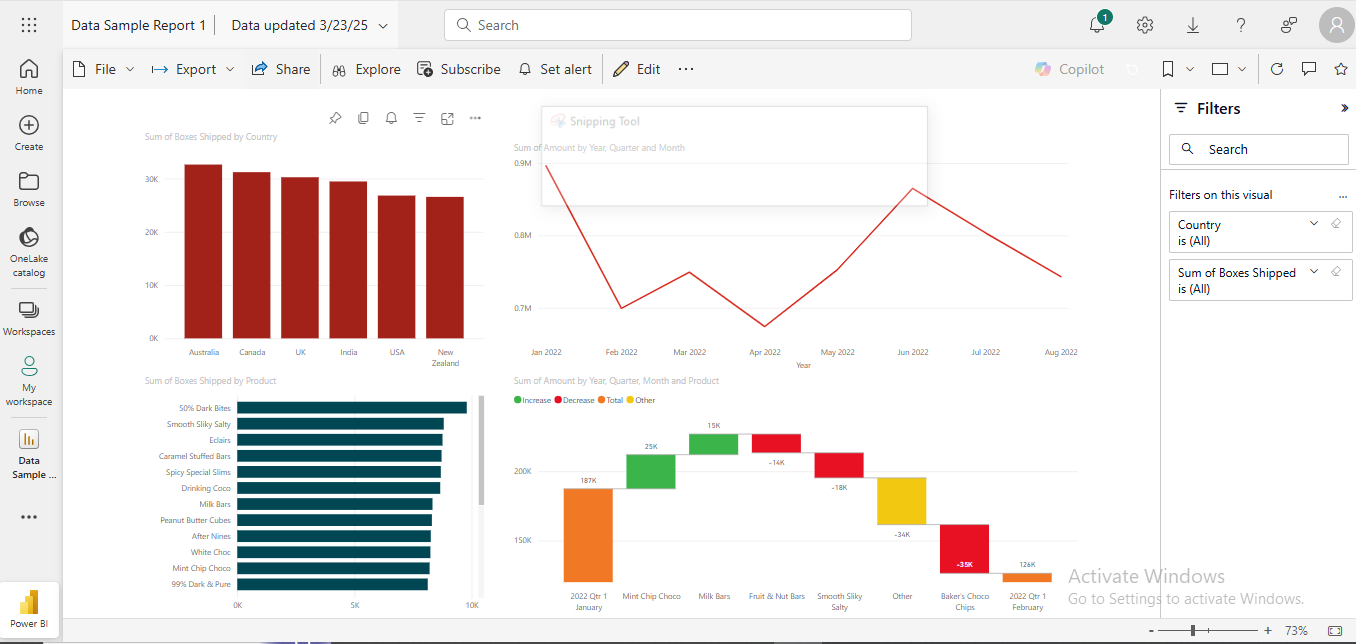 Data Sample Report 1
Data updated 3/23/25
Search
1
Home
Create
Browse
OneLake
catalog
Workspaces
My
workspace
Data
Sample ...
Power BI
File
Export
Share
Explore
Subscribe
Set alert
Edit
Copilot
Snipping Tool
Sum of Boxes Shipped by Country
30K
20K
10K
0K
Australia
Canada
UK
India
USA
New
Zealand
Sum of Amount by Year, Quarter and Month
0.9M
0.8M
0.7M
Jan 2022
Feb 2022
Mar 2022
Apr 2022
May 2022
Jun 2022
Jul 2022
Aug 2022
Year
Sum of Boxes Shipped by Product
50% Dark Bites
Smooth Sliky Salty
Eclairs
Caramel Stuffed Bars
Spicy Special Slims
Drinking Coco
Milk Bars
Peanut Butter Cubes
After Nines
White Choc
Mint Chip Choco
99% Dark & Pure
0K
5K
10K
Sum of Amount by Year, Quarter, Month and Product
Increase
Decrease
Total
Other
200K
150K
187K
25K
15K
-14K
-18K
-34K
-35K
126K
2022 Qtr 1
January
Mint Chip Choco
Milk Bars
Fruit & Nut Bars
Smooth Sliky
Salty
Other
Baker's Choco
Chips
2022 Qtr 1
February
Filters
Search
Filters on this visual
Country
is (All)
Sum of Boxes Shipped
is (All)
Activate Windows
Go to Settings to activate Windows.
- + 73%